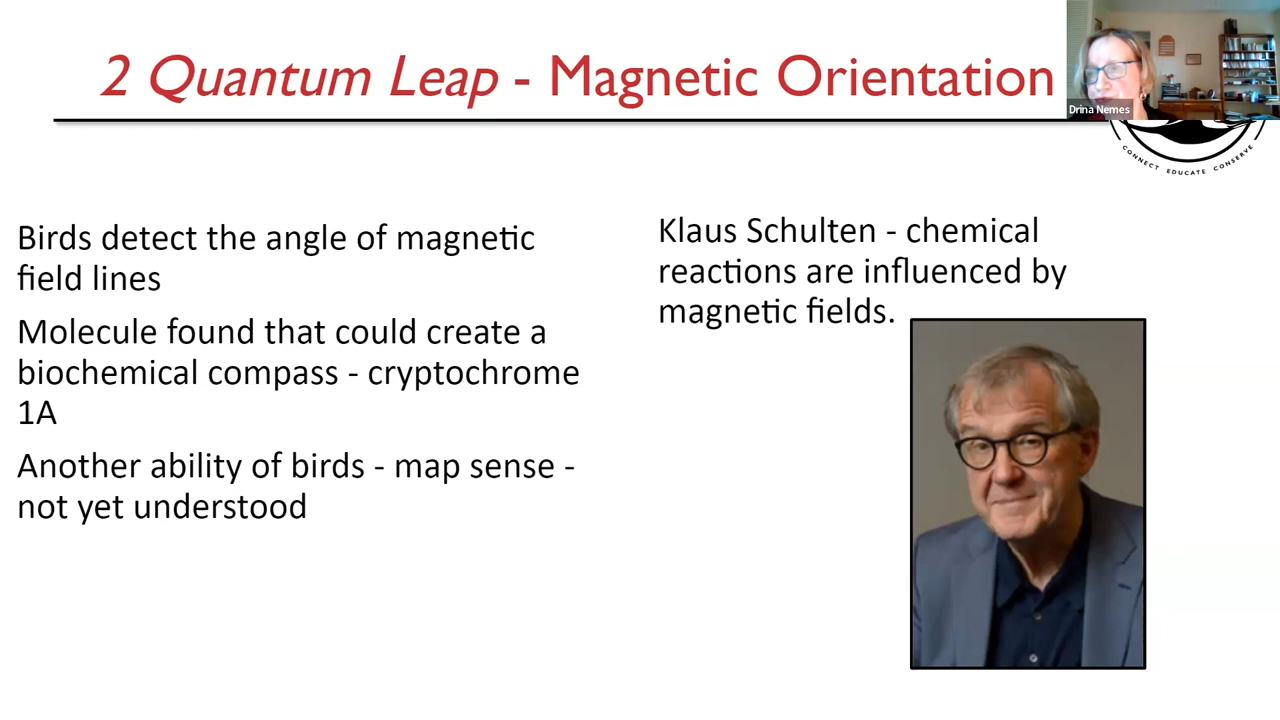 2 Quantum Leap - Magnetic Orientation
Drina Nemes
CONNECT EDUCATE CONSERVE
Birds detect the angle of magnetic
field lines
Molecule found that could create a
biochemical compass - cryptochrome
1A
Another ability of birds - map sense -
not yet understood
Klaus Schulten - chemical
reactions are influenced by
magnetic fields.